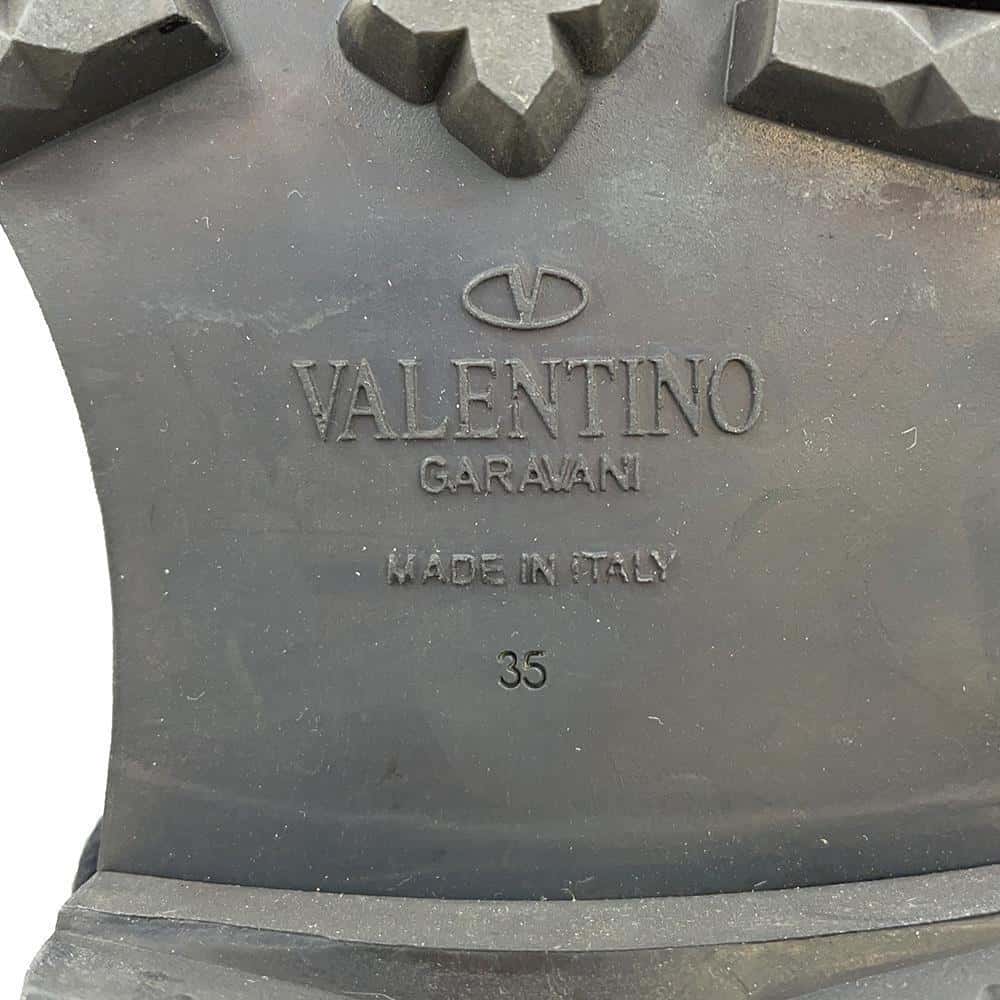 V
VALENTINO
GARAVANI
MADE IN ITALY
35